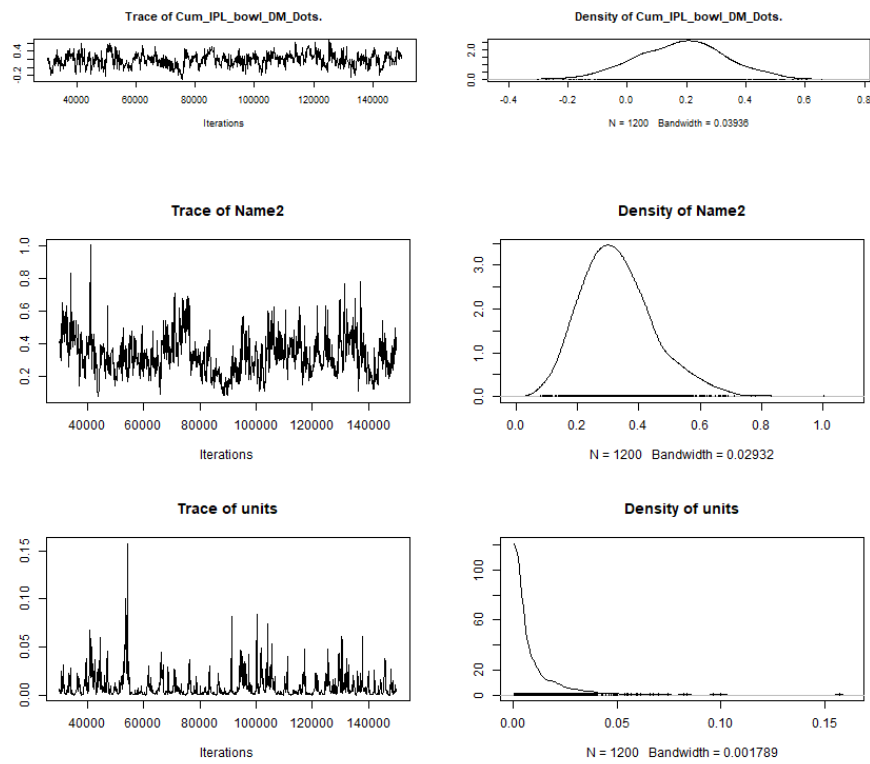 Trace of Cum_IPL_bowl_DM_Dots.
Density of Cum_IPL_bowl_DM_Dots.
0.4
-0.2
40000 60000 80000 100000 120000 140000
Iterations
2.0
0.0
-0.4 -0.2 0.0 0.2 0.4 0.6 0.8
N = 1200 Bandwidth = 0.03936
Trace of Name2
Density of Name2
1.0
0.8
0.6
0.4
0.2
40000 60000 80000 100000 140000
Iterations
3.0
2.0
1.0
0.0
0.0 0.2 0.4 0.6 0.8 1.0
N = 1200 Bandwidth = 0.02932
Trace of units
Density of units
0.15
0.10
0.05
0.00
40000 60000 80000 100000 140000
Iterations
100
60
20
0
0.00 0.05 0.10 0.15
N = 1200 Bandwidth = 0.001789